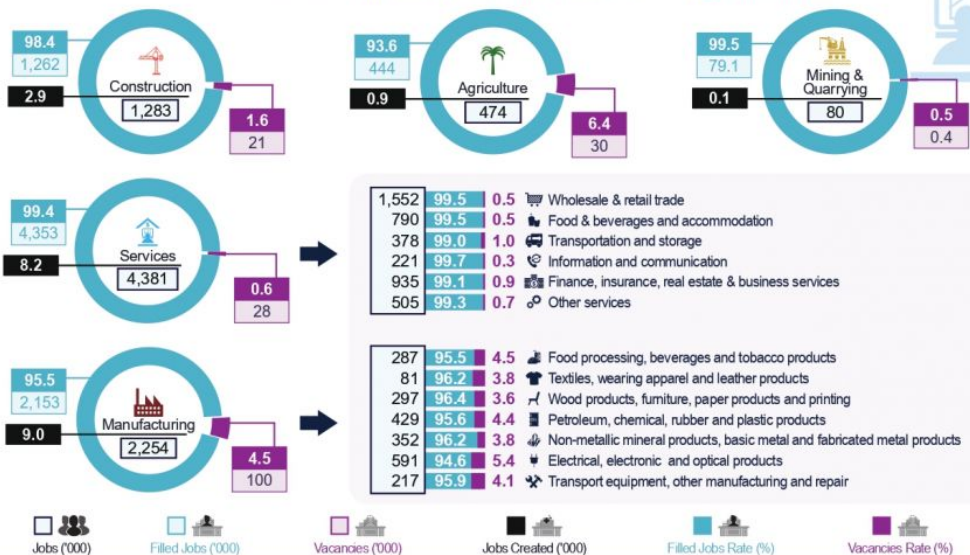 98.4
1,262
2.9
Construction
1,283
1.6
21
93.6
444
0.9
Agriculture
474
6.4
30
99.5
79.1
0.1
Mining &
Quarrying
80
0.5
0.4
99.4
4,353
8.2
Services
4,381
0.6
28
1,552 99.5 0.5 Wholesale & retail trade
790 99.5 0.5 Food & beverages and accommodation
378 99.0 1.0 Transportation and storage
221 99.7 0.3 Information and communication
935 99.1 0.9 Finance, insurance, real estate & business services
505 99.3 0.7 Other services
95.5
2,153
9.0
Manufacturing
2,254
4.5
100
287 95.5 4.5 Food processing, beverages and tobacco products
81 96.2 3.8 Textiles, wearing apparel and leather products
297 96.4 3.6 Wood products, furniture, paper products and printing
429 95.6 4.4 Petroleum, chemical, rubber and plastic products
352 96.2 3.8 Non-metallic mineral products, basic metal and fabricated metal products
591 94.6 5.4 Electrical, electronic and optical products
217 95.9 4.1 Transport equipment, other manufacturing and repair
Jobs ('000) Filled Jobs ('000) Vacancies ('000) Jobs Created ('000) Filled Jobs Rate (%) Vacancies Rate (%)